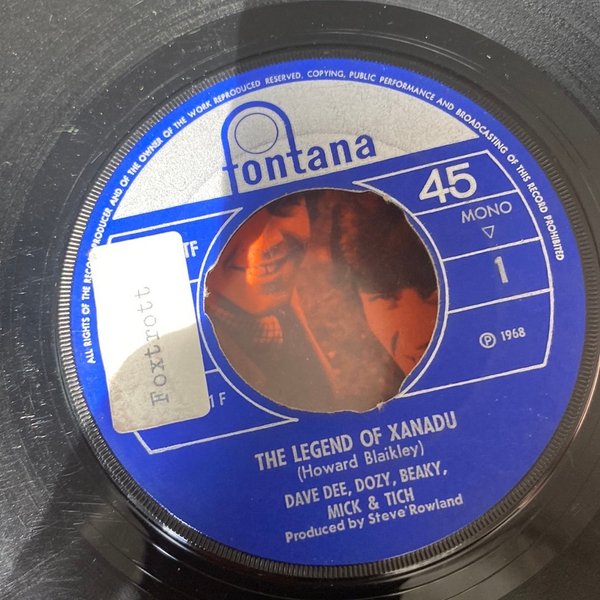 ALL RIGHTS OF THE RECORD PRODUCER AND OF THE OWNER OF THE WORK REPRODUCED RESERVED, COPYING, PUBLIC PERFORMANCE AND BROADCASTING OF THIS RECORD PROHIBITED
fontana
45
MONO
TF
1
Foxtrott
℗ 1968
1 F
THE LEGEND OF XANADU
(Howard Blaikley)
DAVE DEE, DOZY, BEAKY,
MICK & TICH
Produced by Steve Rowland